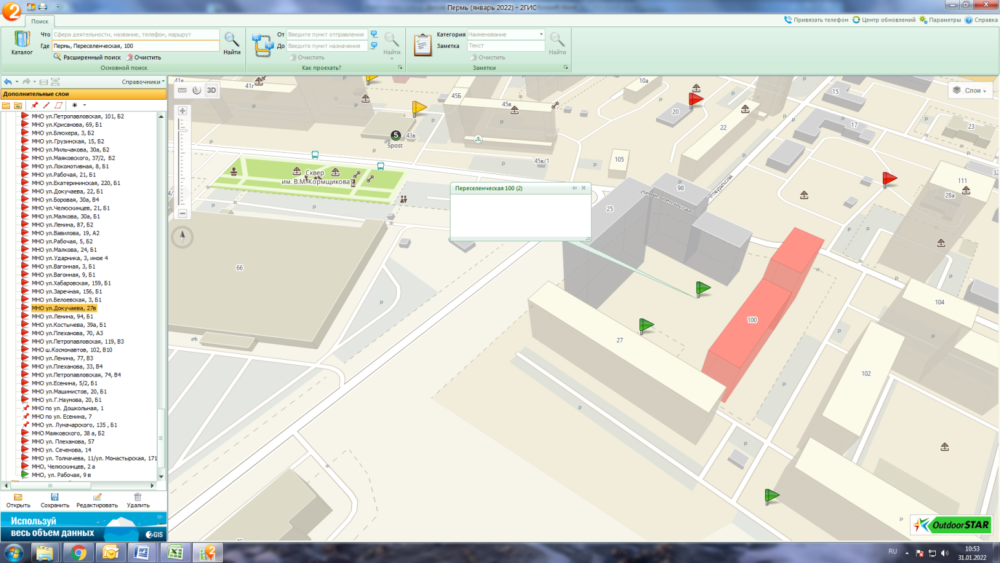 Пермь (январь 2022) - 2ГИС
Поиск
Привязать телефон
Центр обновлений
Параметры
Справка
Каталог
Что
Сфера деятельности, название, телефон, маршрут
Где
Пермь, Переселенческая, 100
Расширенный поиск
Очистить
Найти
Основной поиск
От
Введите пункт отправления
До
Введите пункт назначения
Очистить
Найти
Как проехать?
Категория
Наименование
Заметка
Текст
Очистить
Найти
Заметки
Справочники
Дополнительные слои
МНО ул.Петропавловская, 101, Б2
МНО ул.Крисанова, 69, Б1
МНО ул.Блюхера, 3, Б2
МНО ул.Грузинская, 15, Б2
МНО ул.Мильчакова, 30а, Б2
МНО ул.Маяковского, 37/2, Б2
МНО ул.Локомотивная, 8, Б1
МНО ул.Рабочая, 21, Б1
МНО ул.Екатерининская, 220, Б1
МНО ул.Докучаева, 22, Б1
МНО ул.Боровая, 30а, В4
МНО ул.Челюскинцев, 21, Б1
МНО ул.Малкова, 30а, Б1
МНО ул.Ленина, 87, Б2
МНО ул.Вавилова, 19, А2
МНО ул.Рабочая, 5, Б2
МНО ул.Малкова, 24, Б1
МНО ул.Ударника, 3, иное 4
МНО ул.Вагонная, 3, Б1
МНО ул.Вагонная, 9, Б1
МНО ул.Хабаровская, 159, Б1
МНО ул.Заречная, 156, Б1
МНО ул.Белоевская, 3, Б1
МНО ул.Докучаева, 27в
МНО ул.Ленина, 94, Б1
МНО ул.Костычева, 39а, Б1
МНО ул.Плеханова, 70, А3
МНО ул.Петропавловская, 119, В3
МНО ш.Коснонавтов, 102, В10
МНО ул.Ленина, 77, В3
МНО ул.Плеханова, 33, В4
МНО ул.Петропавловская, 74, В4
МНО ул.Есенина, 5/2, Б1
МНО ул.Машинистов, 20, Б1
МНО ул.Г.Наумова, 20, Б1
МНО по ул. Дошкольная, 1
МНО по ул. Есенина, 7
МНО ул. Луначарского, 135 , Б1
МНО Маяковского, 38 а, Б2
МНО ул. Плеханова, 57
МНО ул. Сеченова, 14
МНО ул. Толмачева, 11/ул. Монастырская, 171
МНО, Челюскинцев, 2 а
МНО, ул. Рабочая, 9 в
Открыть
Сохранить
Редактировать
Удалить
Используй
весь объем данных
2GIS
3D
Слои
41г
45Б
45в
43в
5
5post
45в/1
105
10а
20
22
15
17
23
111
28а
32
Сквер
им. В.М. Кормщикова
Переселенческая 100 (2)
25
98
Переселенческая
66
27
100
104
102
OutdoorSTAR
RU
10:53
31.01.2022